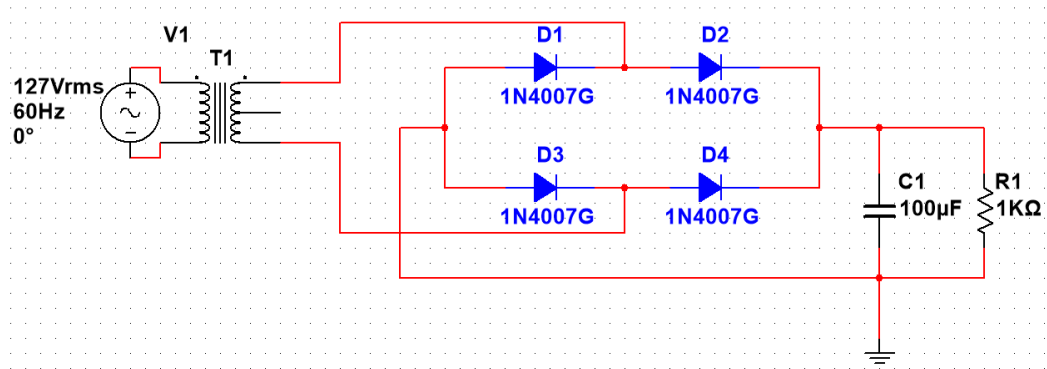 V1
T1
127Vrms
60Hz
0°
D1
1N4007G
D2
1N4007G
D3
1N4007G
D4
1N4007G
C1
100µF
R1
1KΩ